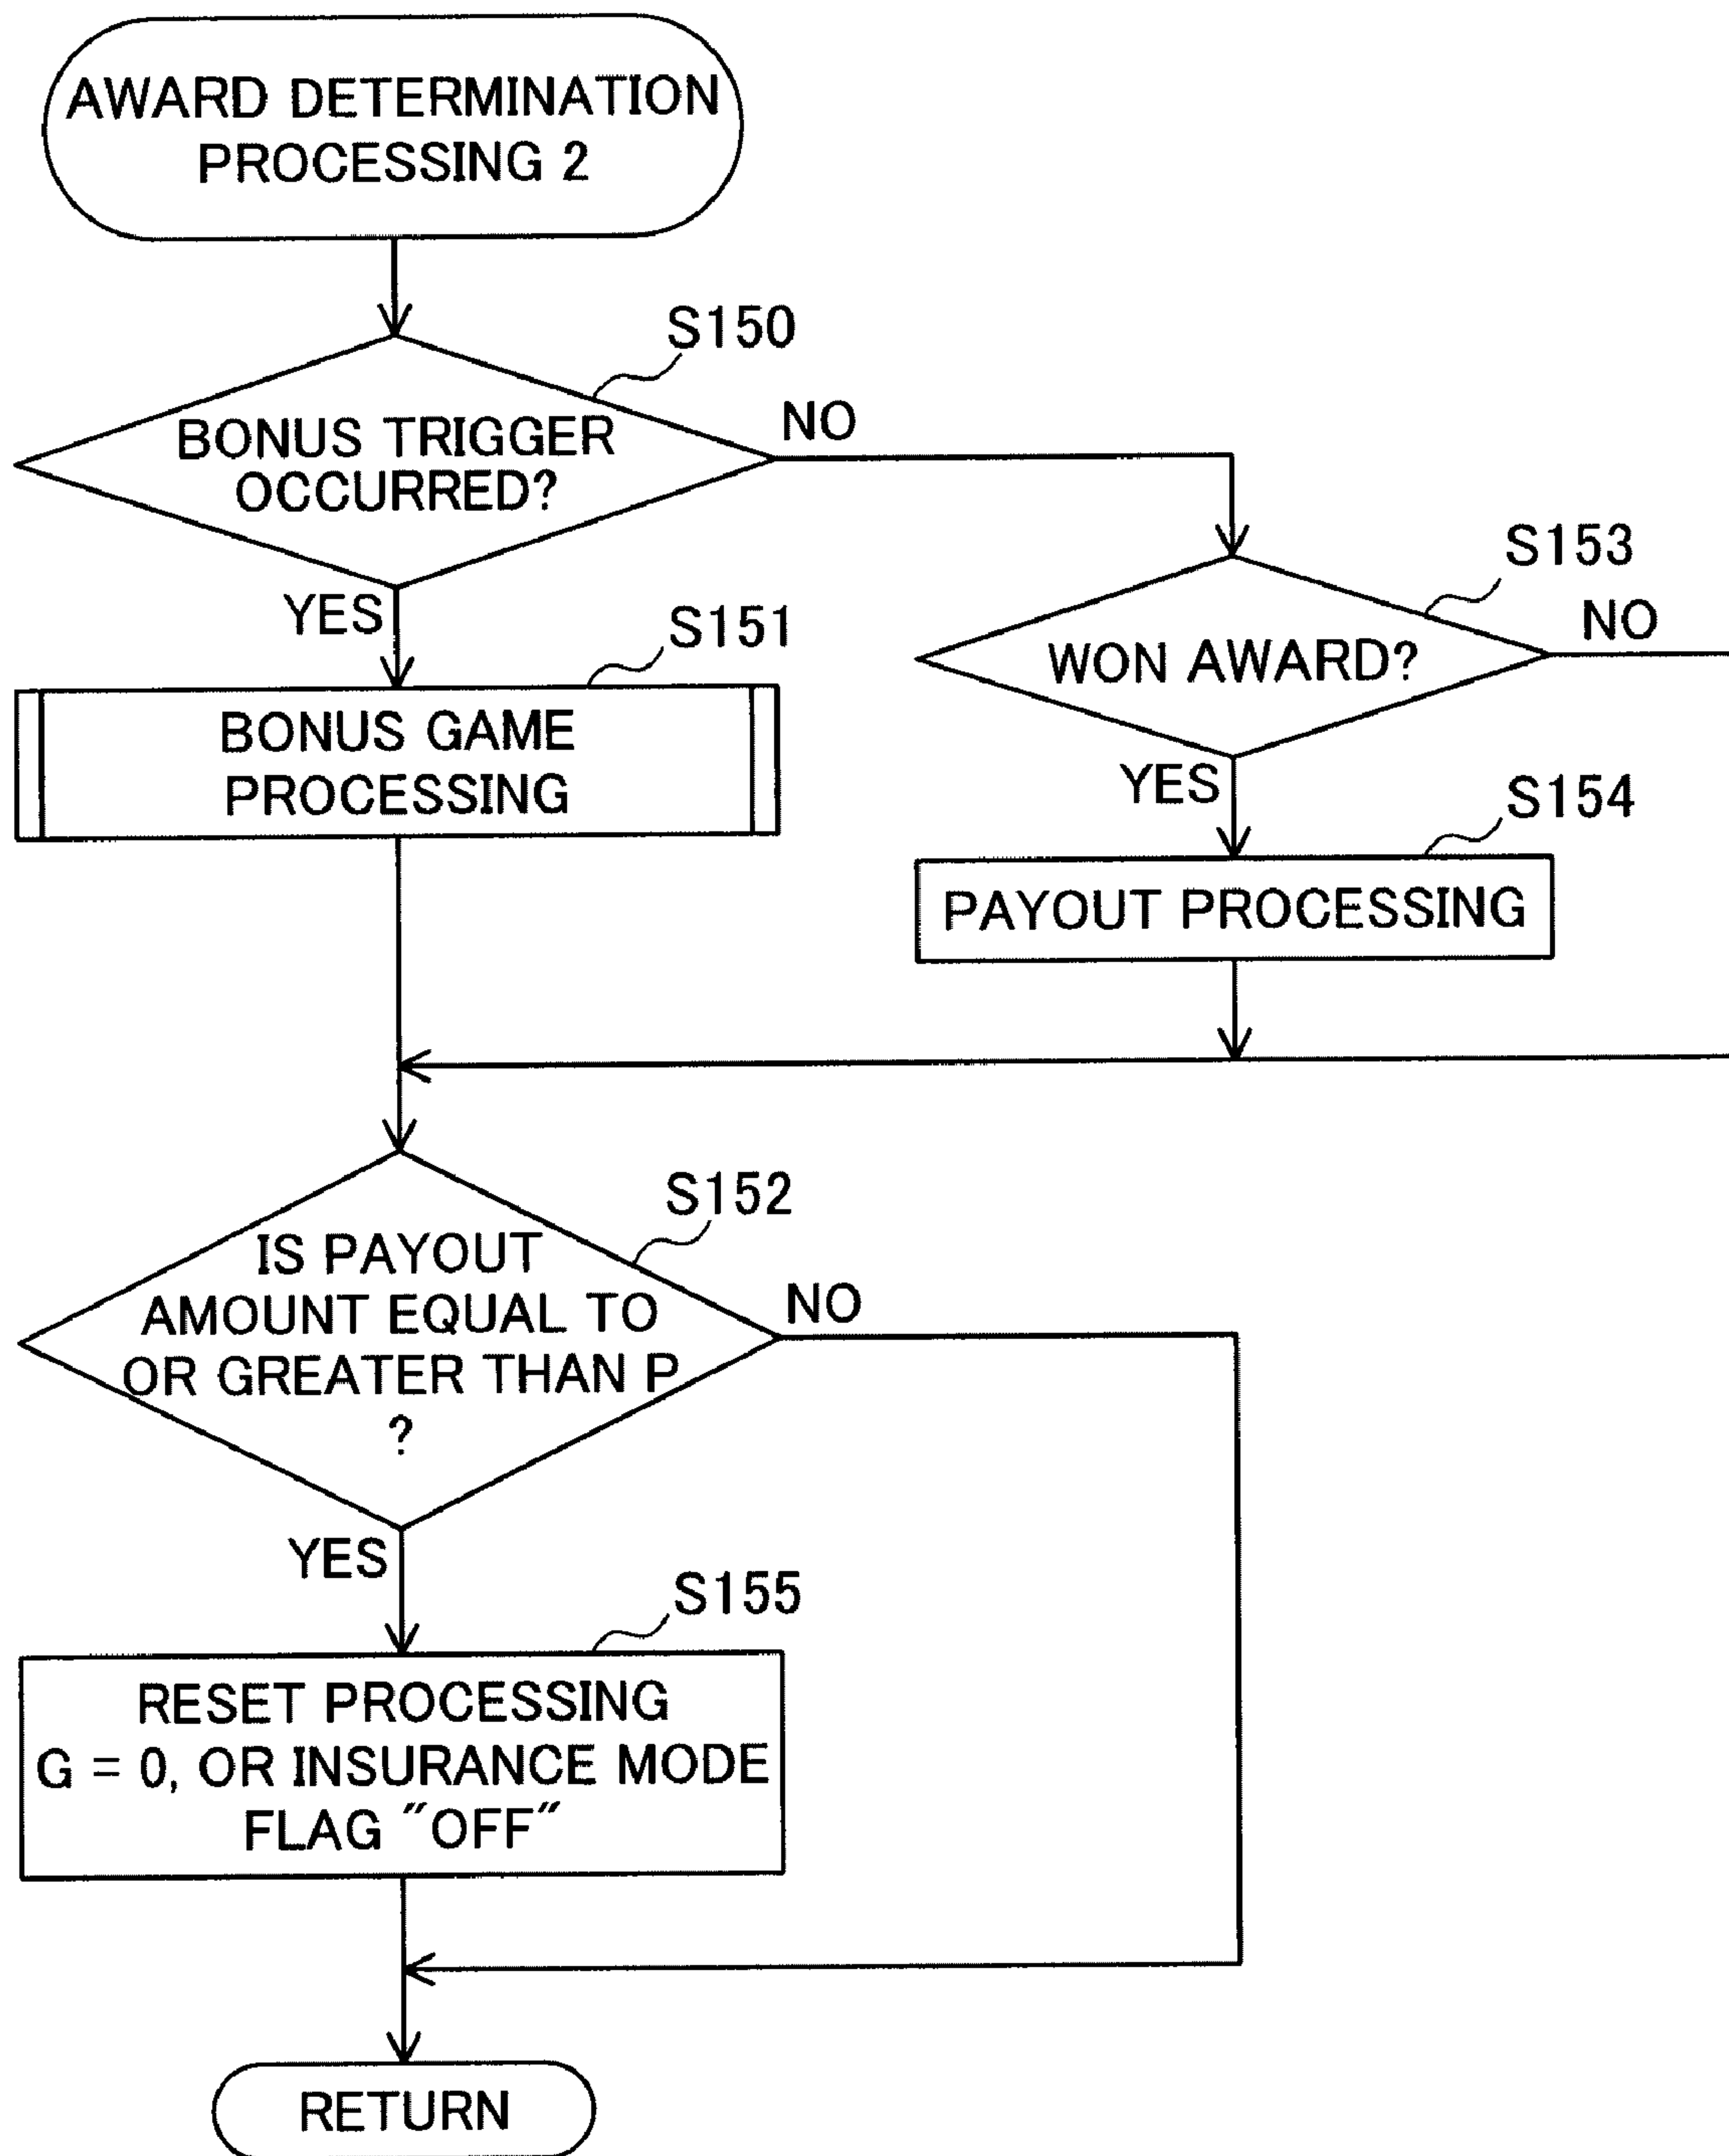 AWARD DETERMINATION
PROCESSING 2
S150
BONUS TRIGGER
OCCURRED?
NO
YES
S153
WON AWARD?
NO
YES
S151
BONUS GAME
PROCESSING
S154
PAYOUT PROCESSING
S152
IS PAYOUT
AMOUNT EQUAL TO
OR GREATER THAN P
?
NO
YES
S155
RESET PROCESSING
G = 0, OR INSURANCE MODE
FLAG "OFF"
RETURN